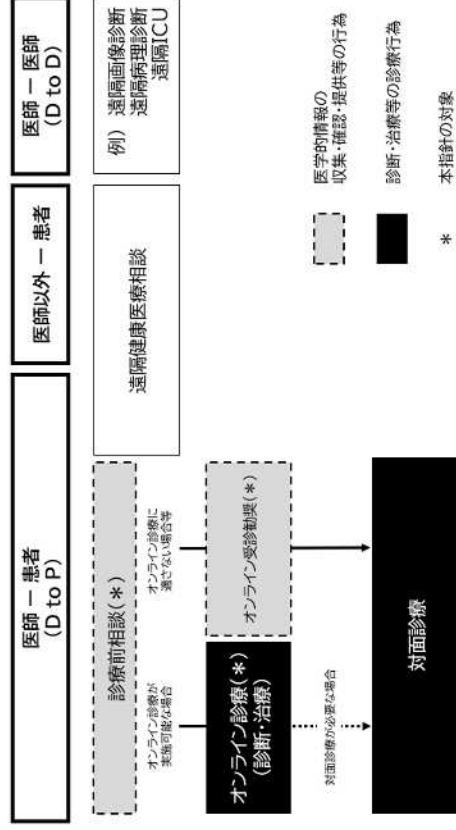 医師 ー 患者
(D to P)
医師以外 ー 患者
医師 ー 医師
(D to D)
診療前相談(*)
遠隔健康医療相談
例) 遠隔画像診断
遠隔病理診断
遠隔ICU
オンライン診療が
実施可能な場合
オンライン診療に
適さない場合等
オンライン診療(*)
(診断・治療)
オンライン受診勧奨(*)
対面診療が必要な場合
対面診療
医学的情報の
収集・確認・提供等の行為
診断・治療等の診療行為
* 本指針の対象